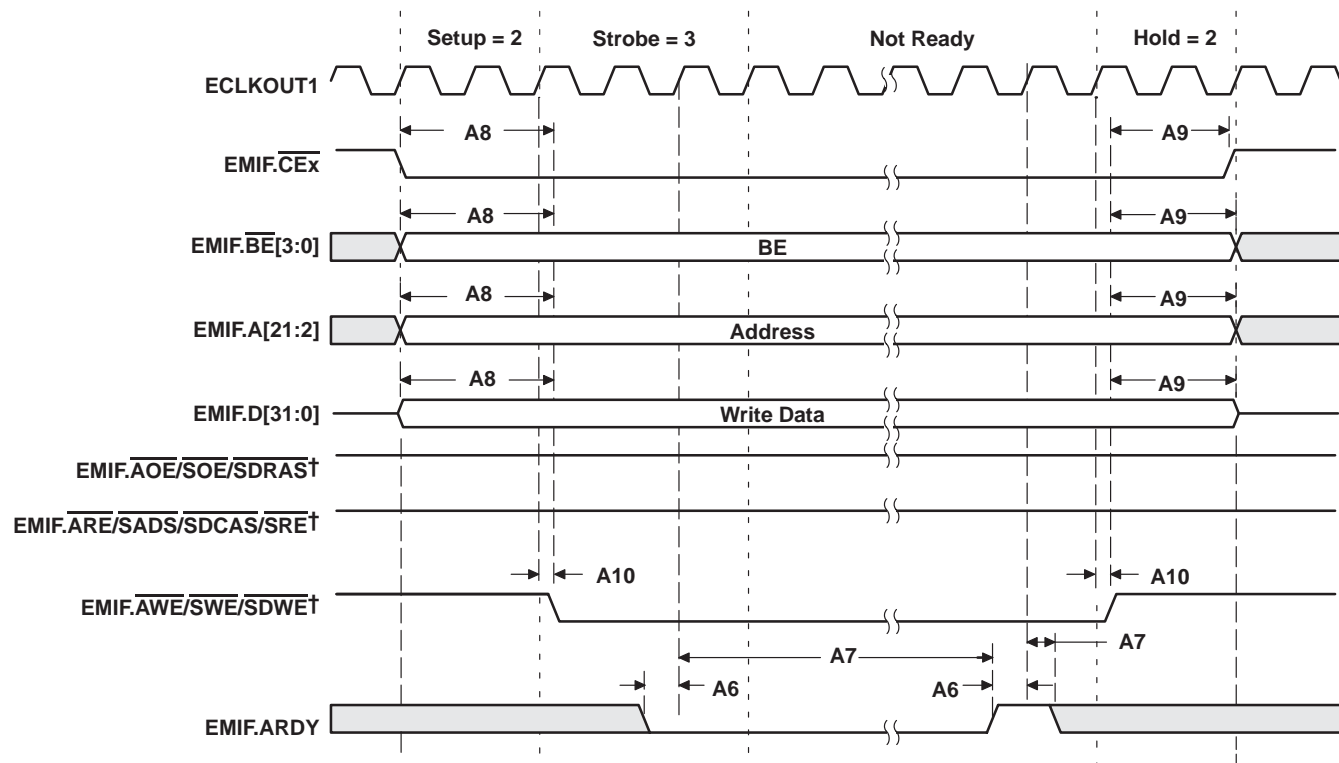 Setup = 2 Strobe = 3 Not Ready Hold = 2
ECLKOUT1
A8 A9
EMIF.CEx
A8 A9
EMIF.BE[3:0] BE
A8 A9
EMIF.A[21:2] Address
A8 A9
EMIF.D[31:0] Write Data
EMIF.AOE/SOE/SDRAS†
EMIF.ARE/SADS/SDCAS/SRE†
A10 A10
EMIF.AWE/SWE/SDWE†
A7 A7
A6 A6
EMIF.ARDY